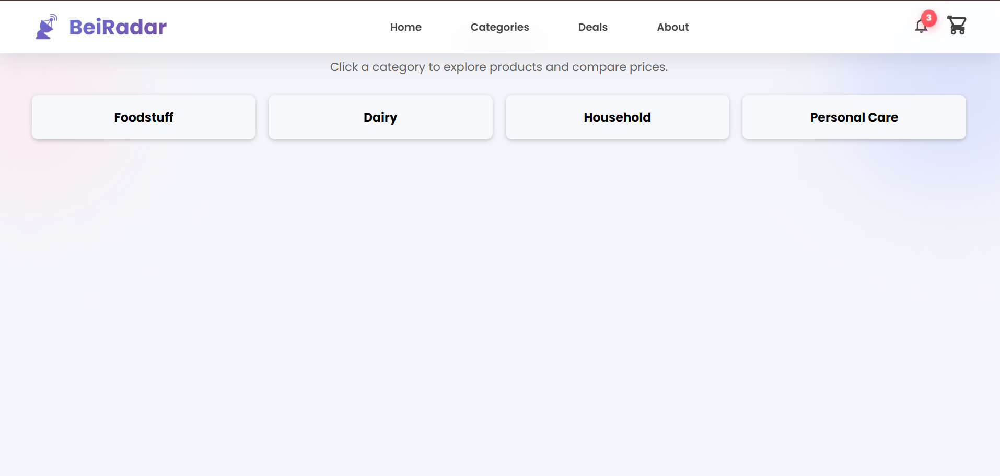 BeiRadar
Home
Categories
Deals
About
3
Click a category to explore products and compare prices.
Foodstuff
Dairy
Household
Personal Care